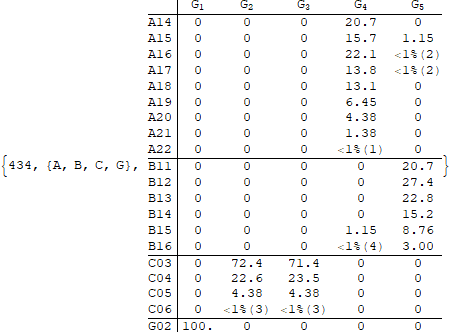 G₁ G₂ G₃ G₄ G₅
A14 0 0 0 20.7 0
A15 0 0 0 15.7 1.15
A16 0 0 0 22.1 <1%(2)
A17 0 0 0 13.8 <1%(2)
A18 0 0 0 13.1 0
A19 0 0 0 6.45 0
A20 0 0 0 4.38 0
A21 0 0 0 1.38 0
A22 0 0 0 <1%(1) 0
{434, {A, B, C, G}, B11 0 0 0 0 20.7 }
B12 0 0 0 0 27.4
B13 0 0 0 0 22.8
B14 0 0 0 0 15.2
B15 0 0 0 1.15 8.76
B16 0 0 0 <1%(4) 3.00
C03 0 72.4 71.4 0 0
C04 0 22.6 23.5 0 0
C05 0 4.38 4.38 0 0
C06 0 <1%(3) <1%(3) 0 0
G02 100. 0 0 0 0